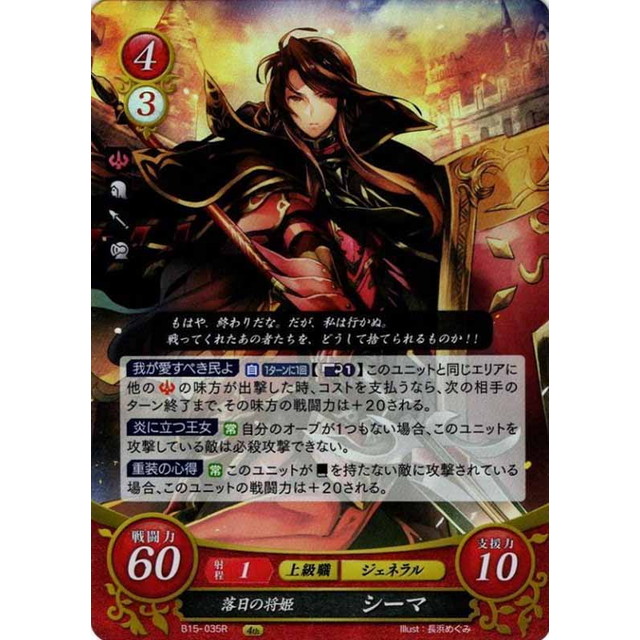 4
3
もはや、終わりだな。だが、私は行かぬ。
戦ってくれたあの者たちを、どうして捨てられるものか!!
我が愛すべき民よ 自 1ターンに1回 【1】このユニットと同じエリアに
他の の味方が出撃した時、コストを支払うなら、次の相手の
ターン終了まで、その味方の戦闘力は+20される。
炎に立つ王女 常 自分のオーブが1つもない場合、このユニットを
攻撃している敵は必殺攻撃できない。
重装の心得 常 このユニットが を持たない敵に攻撃されている
場合、このユニットの戦闘力は+20される。
戦闘力 60
射程 1 上級職 ジェネラル
支援力 10
落日の将姫 シーマ
B15-035R 4th Illust:長浜めぐみ